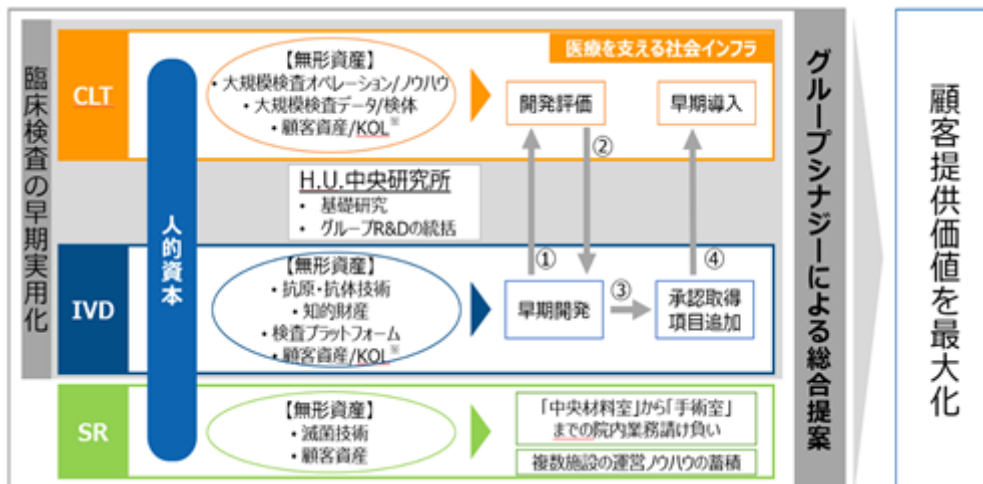 臨床検査の早期実用化
CLT
人的資本
【無形資産】
・大規模検査オペレーション/ノウハウ
・大規模検査データ/検体
・顧客資産/KOL※
医療を支える社会インフラ
開発評価
早期導入
②
H.U.中央研究所
・基礎研究
・グループR&Dの統括
IVD
【無形資産】
・抗原・抗体技術
・知的財産
・検査プラットフォーム
・顧客資産/KOL※
①
④
早期開発
③
承認取得
項目追加
SR
【無形資産】
・滅菌技術
・顧客資産
「中央材料室」から「手術室」
までの院内業務請け負い
複数施設の運営ノウハウの蓄積
グループシナジーによる総合提案
顧客提供価値を最大化